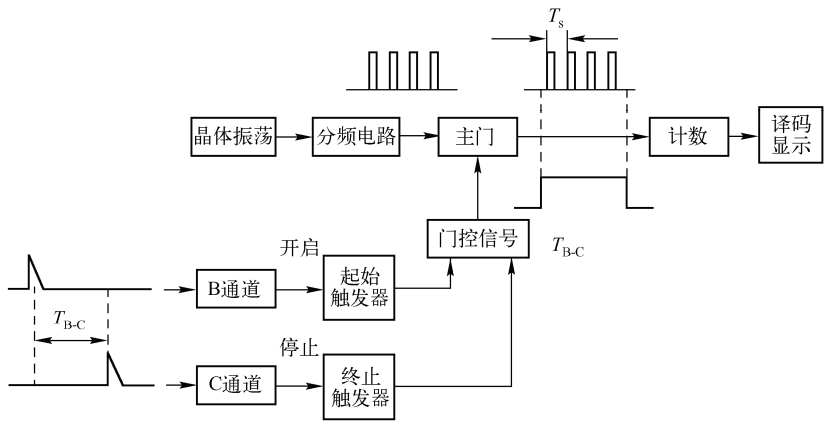 Ts
晶体振荡
分频电路
主门
计数
译码
显示
门控信号
TB-C
开启
B通道
起始
触发器
TB-C
停止
C通道
终止
触发器